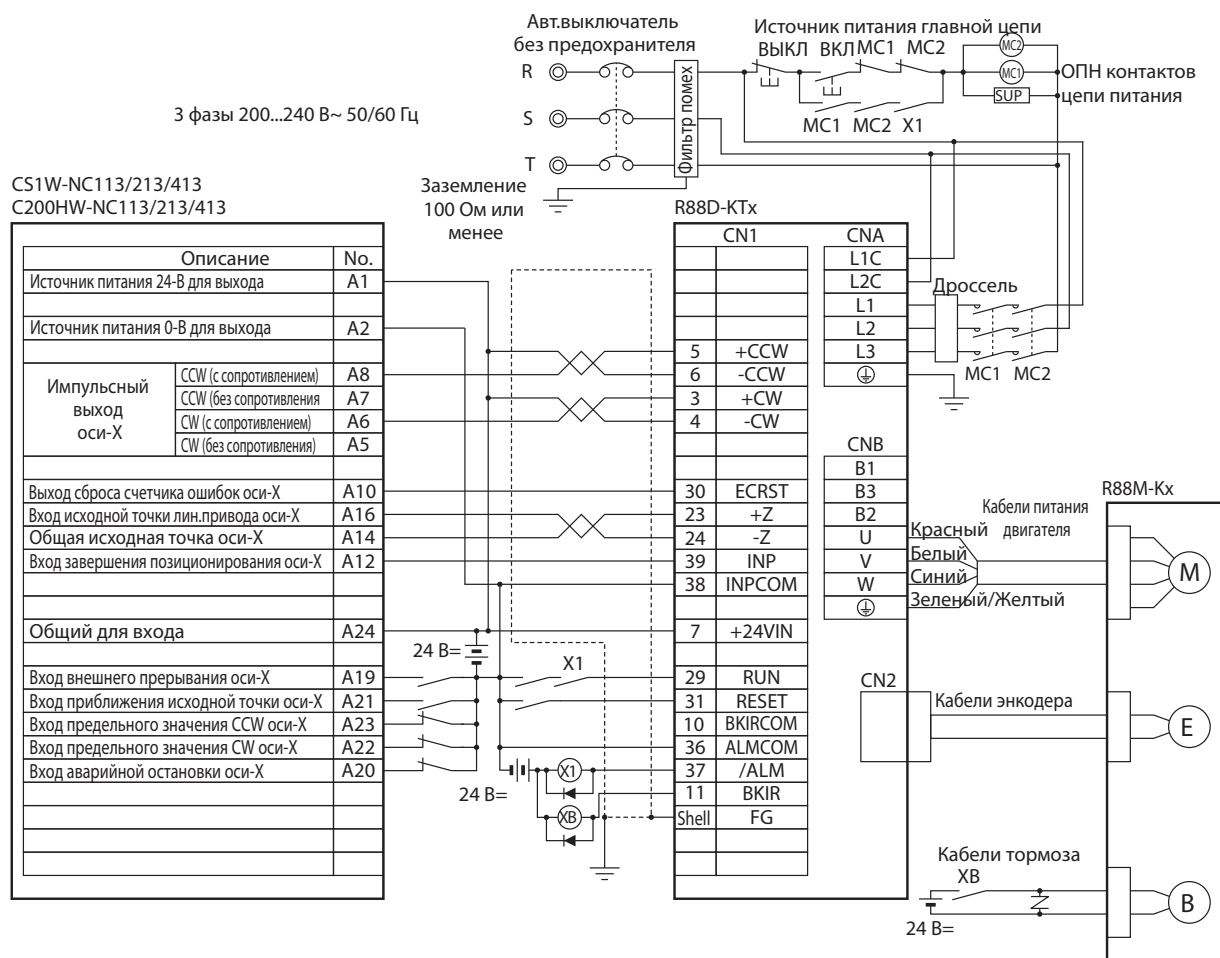 Авт.выключатель
без предохранителя
Источник питания главной цепи
ВЫКЛ ВКЛ МС1 МС2
МС2
R
МС1
ОПН контактов
цепи питания
SUP
3 фазы 200...240 В~ 50/60 Гц
S
МС1 МС2 X1
Фильтр помех
T
Заземление
100 Ом или
менее
CS1W-NC113/213/413
C200HW-NC113/213/413
R88D-KTx
Описание No.
Источник питания 24-В для выхода A1
Источник питания 0-В для выхода A2
Импульсный
выход
оси-X
CCW (с сопротивлением) A8
CCW (без сопротивления A7
CW (с сопротивлением) A6
CW (без сопротивления) A5
Выход сброса счетчика ошибок оси-X A10
Вход исходной точки лин.привода оси-X A16
Общая исходная точка оси-X A14
Вход завершения позиционирования оси-X A12
Общий для входа A24
Вход внешнего прерывания оси-X A19
Вход приближения исходной точки оси-X A21
Вход предельного значения CCW оси-X A23
Вход предельного значения CW оси-X A22
Вход аварийной остановки оси-X A20
24 В=
X1
24 В=
X1
XB
CN1
5 +CCW
6 -CCW
3 +CW
4 -CW
30 ECRST
23 +Z
24 -Z
39 INP
38 INPCOM
7 +24VIN
29 RUN
31 RESET
10 BKIRCOM
36 ALMCOM
37 /ALM
11 BKIR
Shell FG
CNA
L1C
L2C
L1
L2
L3
Дроссель
МС1 МС2
CNB
B1
B3
B2
U
V
W
Красный
Белый
Синий
Зеленый/Желтый
Кабели питания
двигателя
R88M-Kx
M
CN2
Кабели энкодера
E
Кабели тормоза
XB
24 В=
B